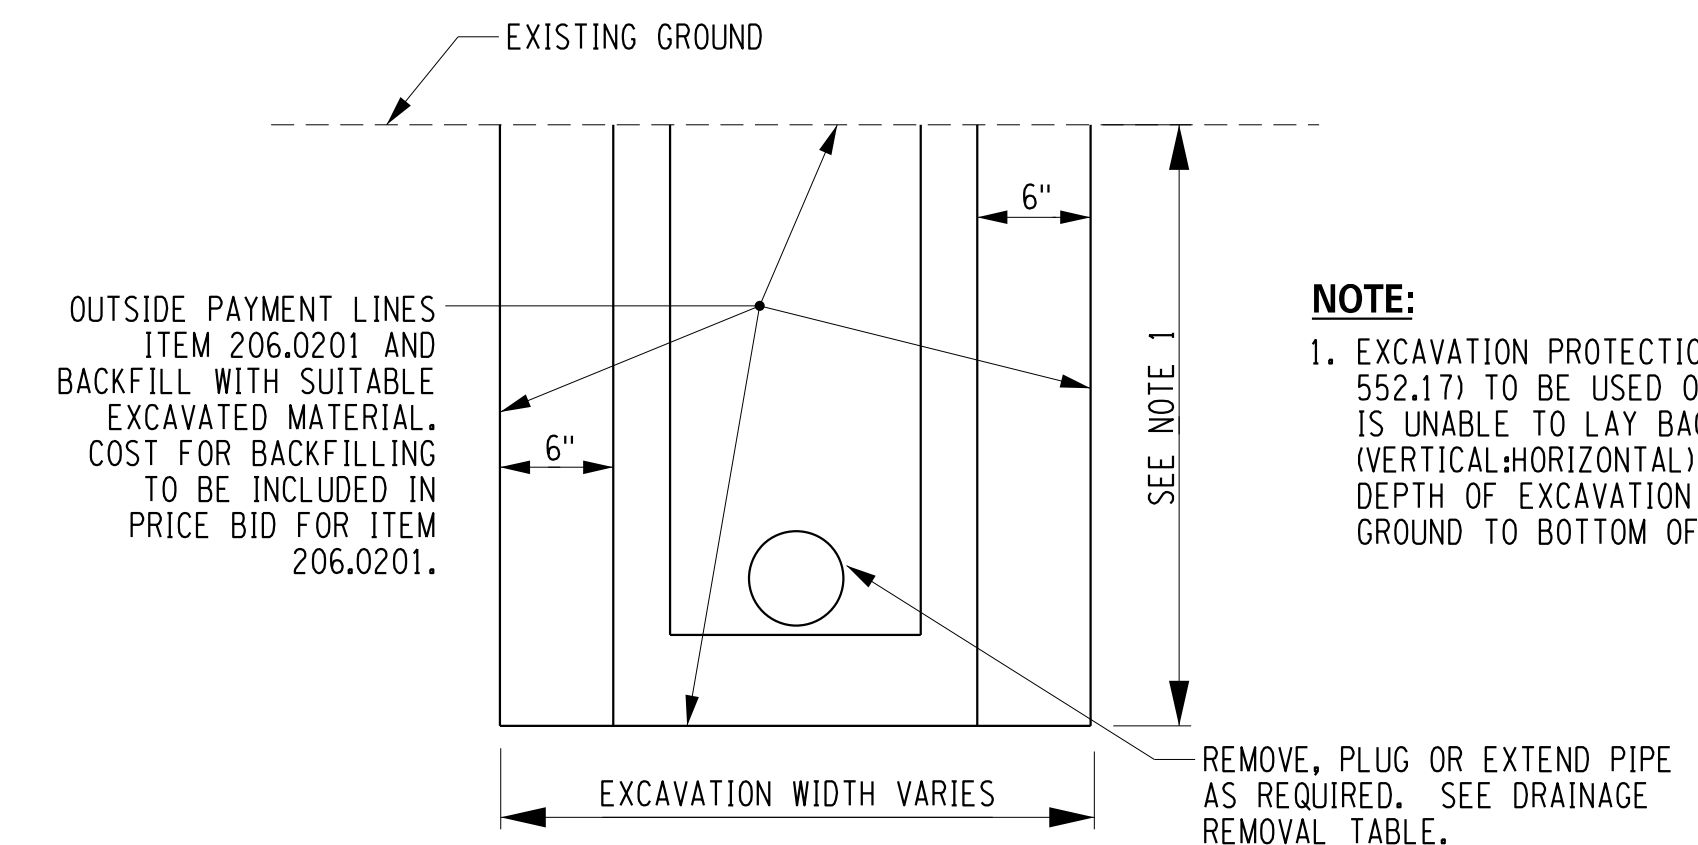 EXISTING GROUND
6"
OUTSIDE PAYMENT LINES
ITEM 206.0201 AND
BACKFILL WITH SUITABLE
EXCAVATED MATERIAL.
COST FOR BACKFILLING
TO BE INCLUDED IN
PRICE BID FOR ITEM
206.0201.
6"
SEE NOTE 1
NOTE:
1. EXCAVATION
552.17) TO BE USED
IS UNABLE TO LAY
(VERTICAL:HORIZONTAL)
DEPTH OF EXCAVATION
GROUND TO BOTTOM OF
EXCAVATION WIDTH VARIES
REMOVE, PLUG OR EXTEND PIPE
AS REQUIRED. SEE DRAINAGE
REMOVAL TABLE.